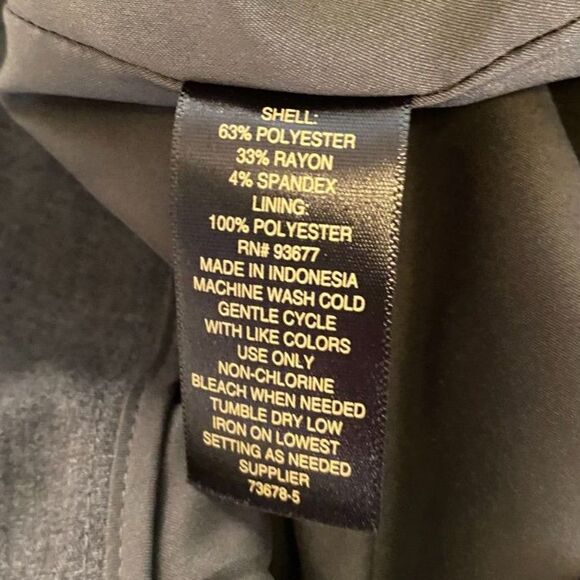 SHELL:
63% POLYESTER
33% RAYON
4% SPANDEX
LINING:
100% POLYESTER
RN# 93677
MADE IN INDONESIA
MACHINE WASH COLD
GENTLE CYCLE
WITH LIKE COLORS
USE ONLY
NON-CHLORINE
BLEACH WHEN NEEDED
TUMBLE DRY LOW
IRON ON LOWEST
SETTING AS NEEDED
SUPPLIER
73678-5